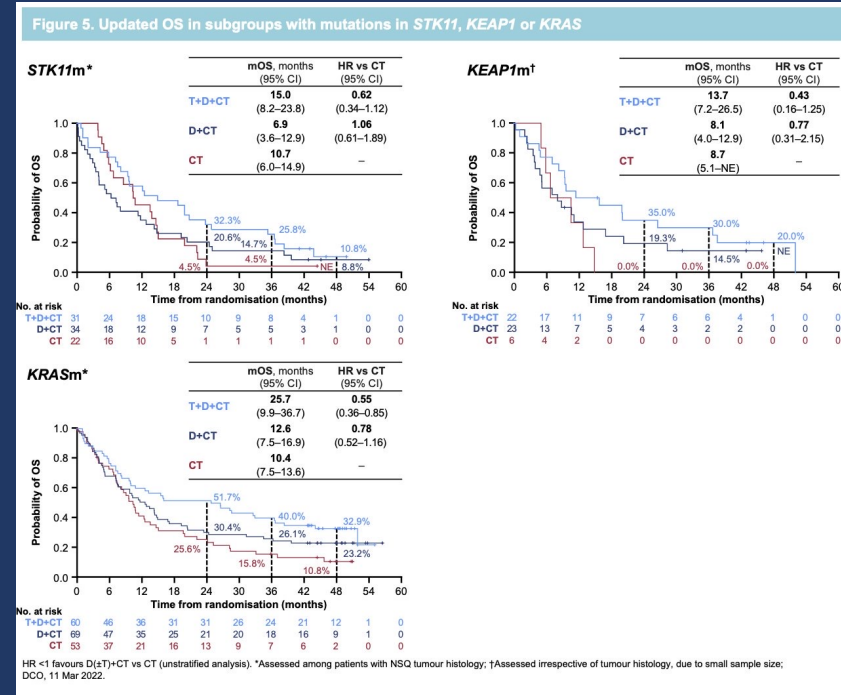 Figure 5. Updated OS in subgroups with mutations in STK11, KEAP1 or KRAS
STK11m*
mOS, months (95% CI) HR vs CT (95% CI)
T+D+CT 15.0 (8.2–23.8) 0.62 (0.34–1.12)
D+CT 6.9 (3.6–12.9) 1.06 (0.61–1.89)
CT 10.7 (6.0–14.9) –
Probability of OS
1.0
0.8
0.6
0.4
0.2
0.0
32.3%
25.8%
20.6%
14.7%
10.8%
4.5%
4.5%
NE
8.8%
0 6 12 18 24 30 36 42 48 54 60
Time from randomisation (months)
No. at risk
T+D+CT 31 24 18 15 10 9 8 4 1 0 0
D+CT 34 18 12 9 7 5 5 3 1 0 0
CT 22 16 10 5 1 1 1 1 0 0 0
KEAP1m†
mOS, months (95% CI) HR vs CT (95% CI)
T+D+CT 13.7 (7.2–26.5) 0.43 (0.16–1.25)
D+CT 8.1 (4.0–12.9) 0.77 (0.31–2.15)
CT 8.7 (5.1–NE) –
Probability of OS
1.0
0.8
0.6
0.4
0.2
0.0
35.0%
30.0%
19.3%
20.0%
NE
14.5%
0.0%
0.0%
0.0%
0 6 12 18 24 30 36 42 48 54 60
Time from randomisation (months)
No. at risk
T+D+CT 22 17 11 9 7 6 6 4 1 0 0
D+CT 23 13 7 5 4 3 2 2 0 0 0
CT 6 4 2 0 0 0 0 0 0 0 0
KRASm*
mOS, months (95% CI) HR vs CT (95% CI)
T+D+CT 25.7 (9.9–36.7) 0.55 (0.36–0.85)
D+CT 12.6 (7.5–16.9) 0.78 (0.52–1.16)
CT 10.4 (7.5–13.6) –
Probability of OS
1.0
0.8
0.6
0.4
0.2
0.0
51.7%
40.0%
32.9%
30.4%
26.1%
25.6%
23.2%
15.8%
10.8%
0 6 12 18 24 30 36 42 48 54 60
Time from randomisation (months)
No. at risk
T+D+CT 60 46 36 31 31 26 24 21 12 1 0
D+CT 69 47 35 25 21 20 18 16 9 1 0
CT 53 37 21 16 13 9 7 6 2 0 0
HR <1 favours D(±T)+CT vs CT (unstratified analysis). *Assessed among patients with NSQ tumour histology; †Assessed irrespective of tumour histology, due to small sample size;
DCO, 11 Mar 2022.